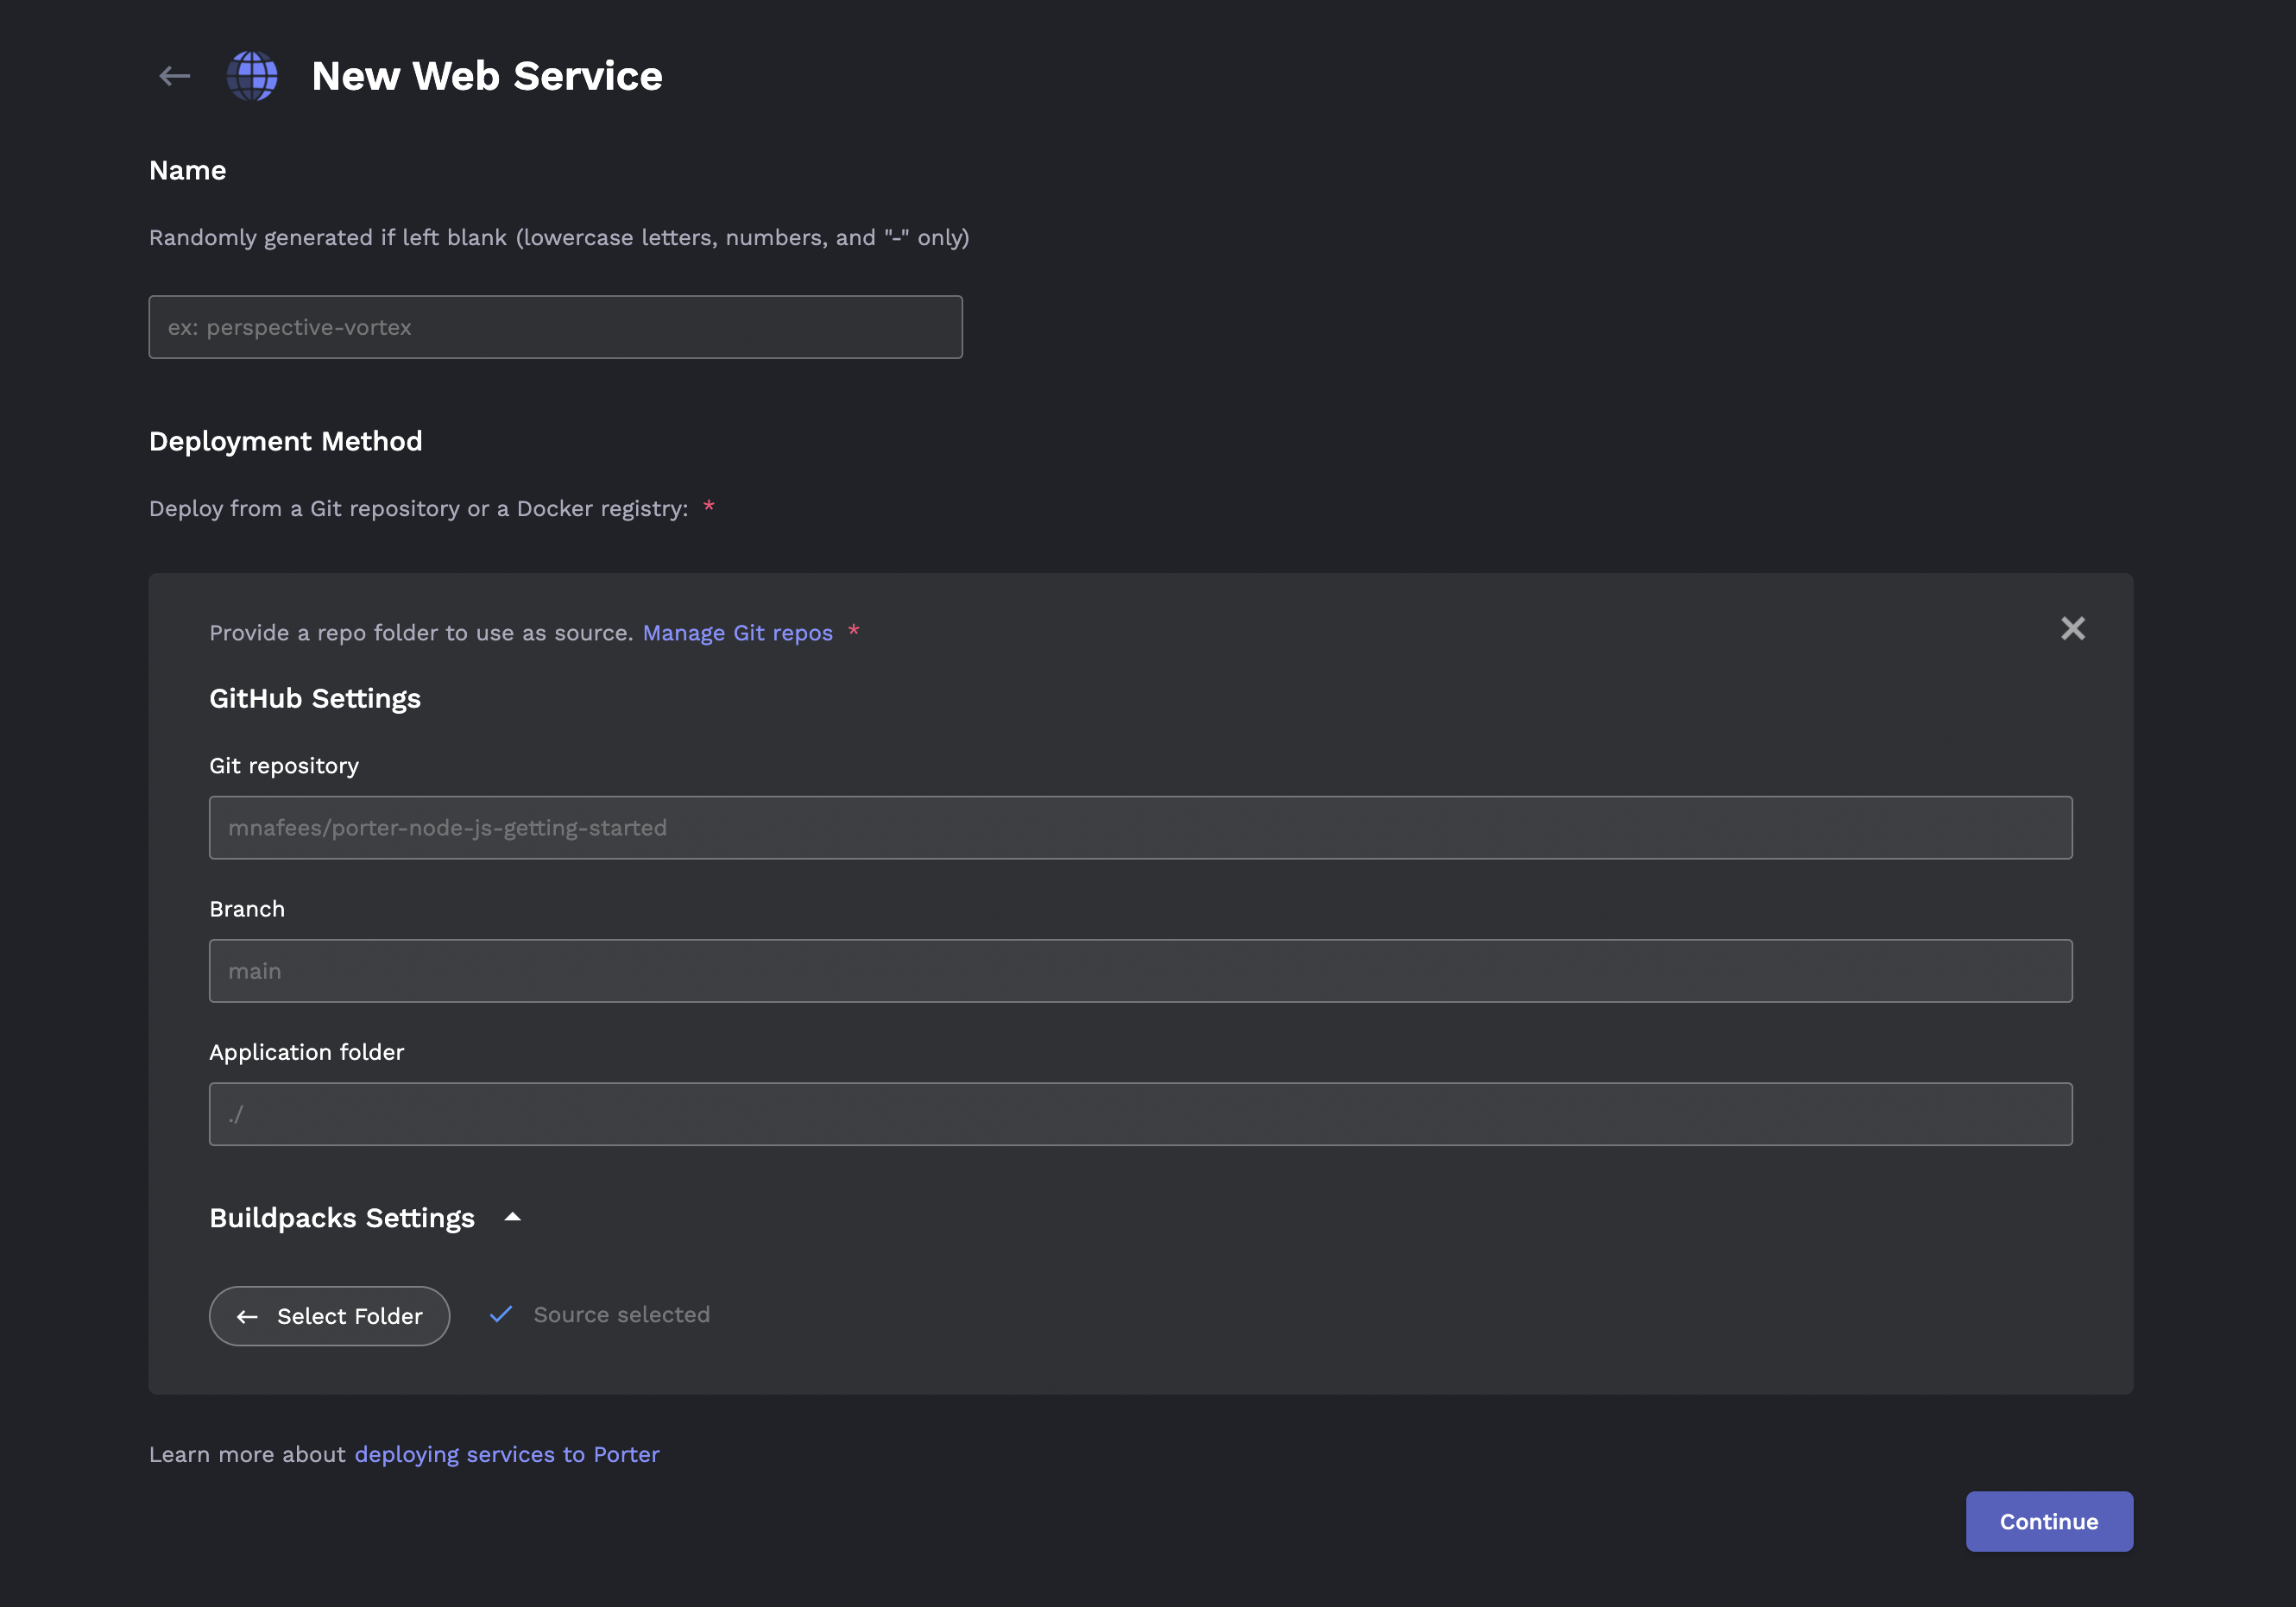 New Web Service
Name
Randomly generated if left blank (lowercase letters, numbers, and "-" only)
ex: perspective-vortex
Deployment Method
Deploy from a Git repository or a Docker registry: *
Provide a repo folder to use as source. Manage Git repos *
GitHub Settings
Git repository
mnafees/porter-node-js-getting-started
Branch
main
Application folder
./
Buildpacks Settings
Select Folder
Source selected
Learn more about deploying services to Porter
Continue